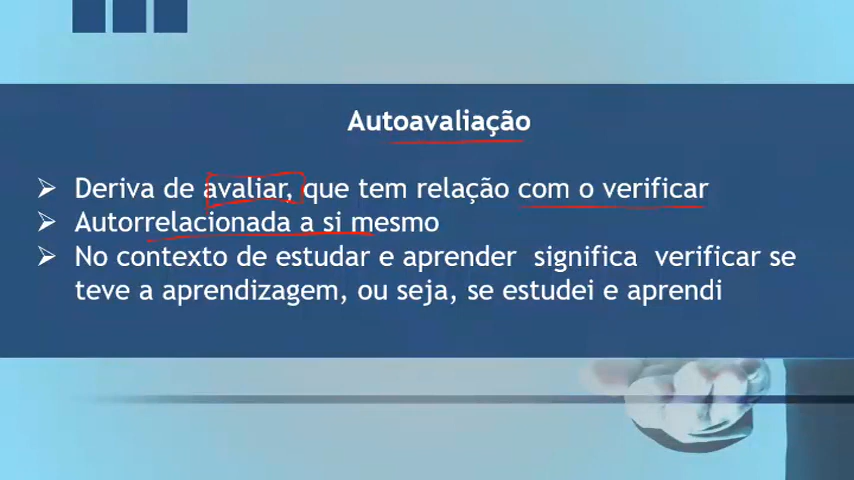 Autoavaliação
Deriva de avaliar, que tem relação com o verificar
Autorrelacionada a si mesmo
No contexto de estudar e aprender significa verificar se
teve a aprendizagem, ou seja, se estudei e aprendi